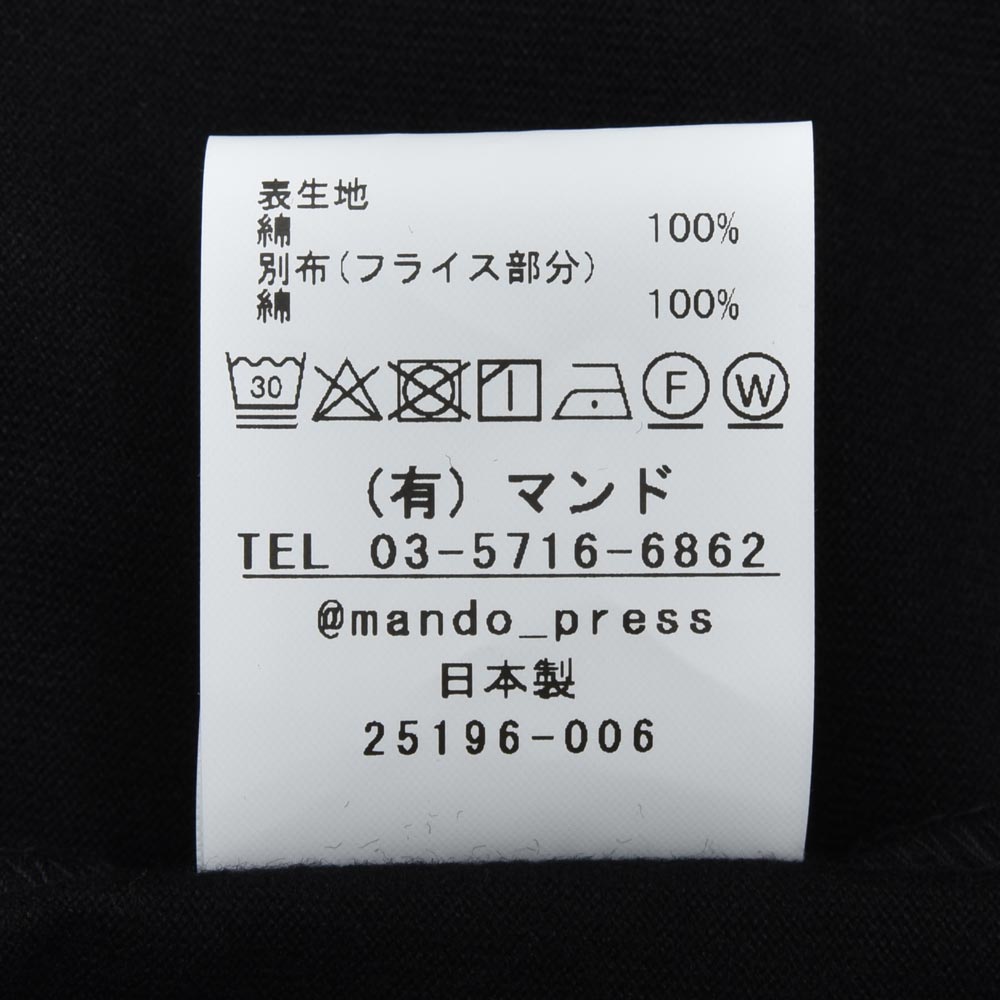 表生地
綿 100%
別布(フライス部分)
綿 100%
30 F W
(有) マンド
TEL 03-5716-6862
@mando_press
日本製
25196-006